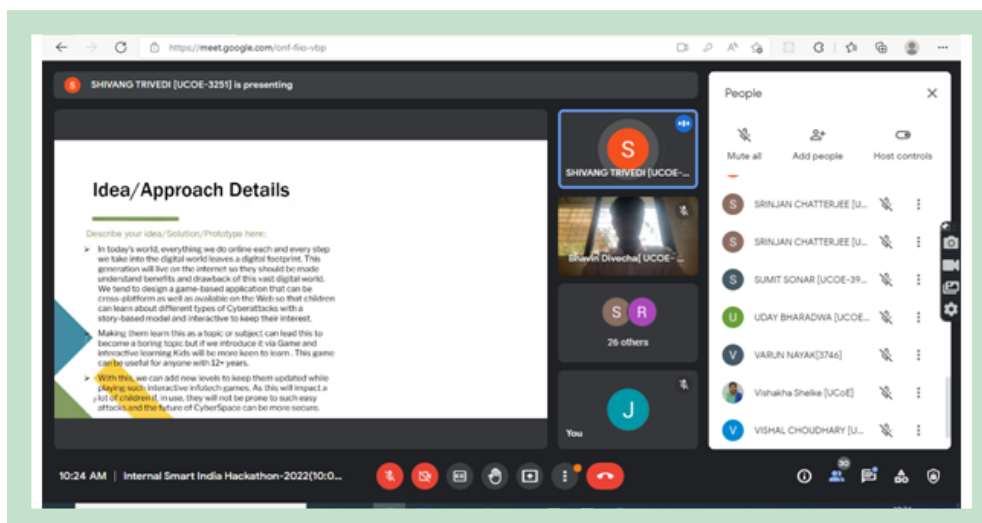 https://meet.google.com/onf-fiio-vbp
S SHIVANG TRIVEDI [UCOE-3251] is presenting
Idea/Approach Details
Describe your idea/Solution/Prototype here:
In today's world, everything we do online each and every step
we take into the digital world leaves a digital footprint. This
generation will live on the internet so they should be made
understand benefits and drawback of this vast digital world.
We tend to design a game-based application that can be
cross-platform as well as available on the Web so that children
can learn about different types of Cyberattacks with a
story-based model and interactive to keep their interest.
Making them learn this as a topic or subject can lead this to
become a boring topic but if we introduce it via Game and
interactive learning Kids will be more keen to learn . This game
can be useful for anyone with 12+ years.
With this, we can add new levels to keep them updated while
playing such interactive infotech games. As this will impact a
lot of children if, in use, they will not be prone to such easy
attacks and the future of CyberSpace can be more secure.
S
SHIVANG TRIVEDI [UCOE-...
Bhavin Divecha[ UCOE-...
S R
26 others
J
You
People
Mute all Add people Host controls
S SRINJAN CHATTERJEE [U...
S SRINJAN CHATTERJEE [U...
S SUMIT SONAR [UCOE-39...
U UDAY BHARADWA [UCOE...
V VARUN NAYAK[3746]
Vishakha Shelke [UCoE]
V VISHAL CHOUDHARY [U...
10:24 AM | Internal Smart India Hackathon-2022(10:0...
30